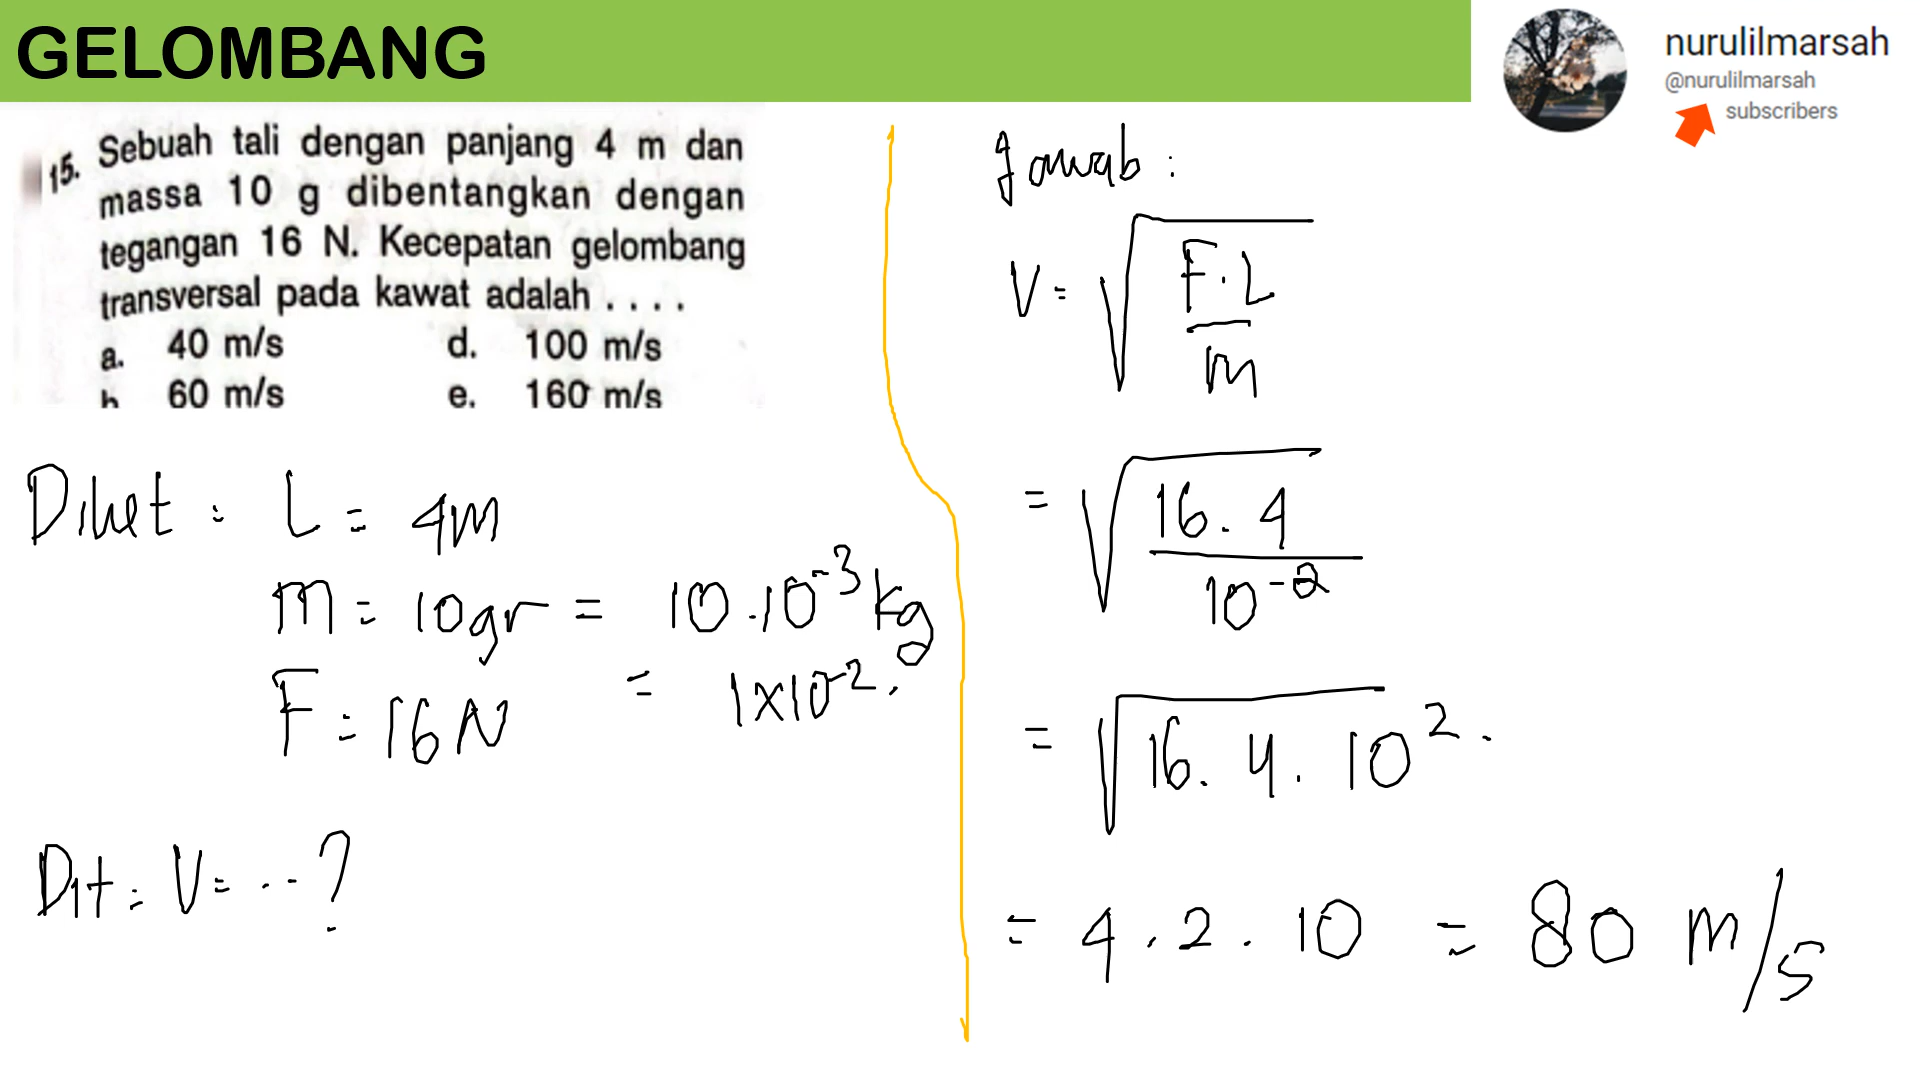 GELOMBANG
nurulilmarsah
@nurulilmarsah
subscribers
15. Sebuah tali dengan panjang 4 m dan
massa 10 g dibentangkan dengan
tegangan 16 N. Kecepatan gelombang
transversal pada kawat adalah . . . .
a. 40 m/s d. 100 m/s
b 60 m/s e. 160 m/s
Diket : L = 4m
m = 10gr = 10.10⁻³ kg
= 1x10⁻².
F = 16 N
Dit : V = ...?
Jawab :
V = √(F.L/m)
= √(16.4/10⁻²)
= √(16.4.10²).
= 4.2.10 = 80 m/s